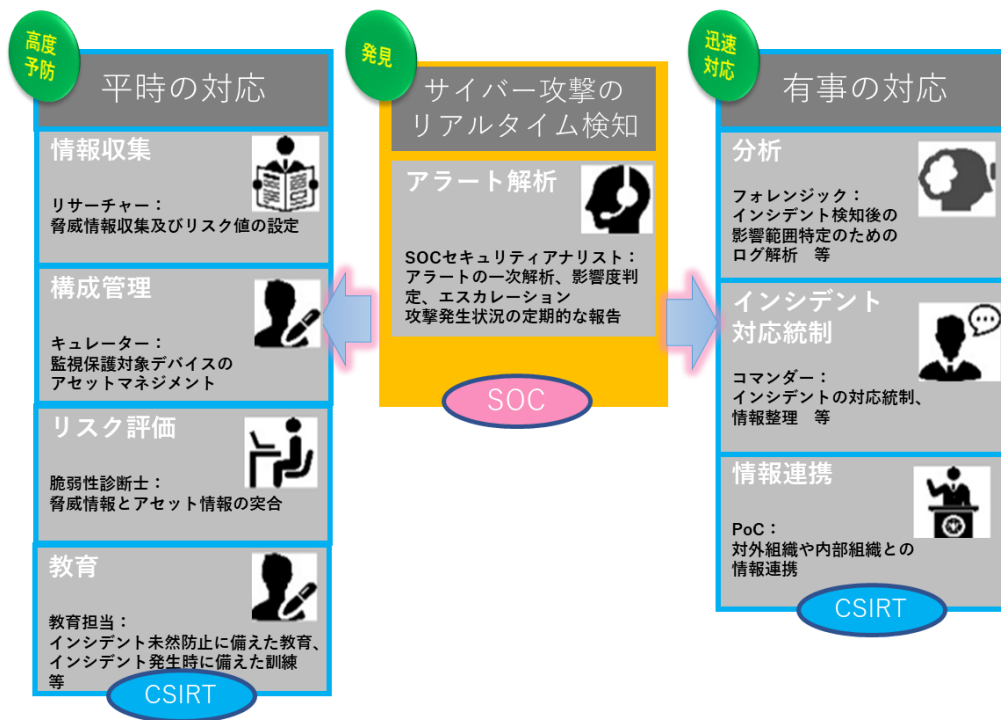 高度
予防
平時の対応
情報収集
リサーチャー：
脅威情報収集及びリスク値の設定
構成管理
キュレーター：
監視保護対象デバイスの
アセットマネジメント
リスク評価
脆弱性診断士：
脅威情報とアセット情報の突合
教育
教育担当：
インシデント未然防止に備えた教育、
インシデント発生時に備えた訓練
等
CSIRT
発見
サイバー攻撃の
リアルタイム検知
アラート解析
SOCセキュリティアナリスト：
アラートの一次解析、影響度判
定、エスカレーション
攻撃発生状況の定期的な報告
SOC
迅速
対応
有事の対応
分析
フォレンジック：
インシデント検知後の
影響範囲特定のための
ログ解析　等
インシデント
対応統制
コマンダー：
インシデントの対応統制、
情報整理　等
情報連携
PoC：
対外組織や内部組織との
情報連携
CSIRT